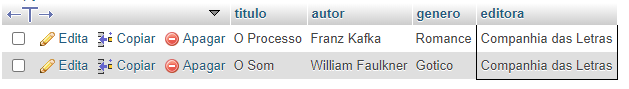 titulo autor genero editora
Edita Copiar Apagar O Processo Franz Kafka Romance Companhia das Letras
Edita Copiar Apagar O Som William Faulkner Gotico Companhia das Letras